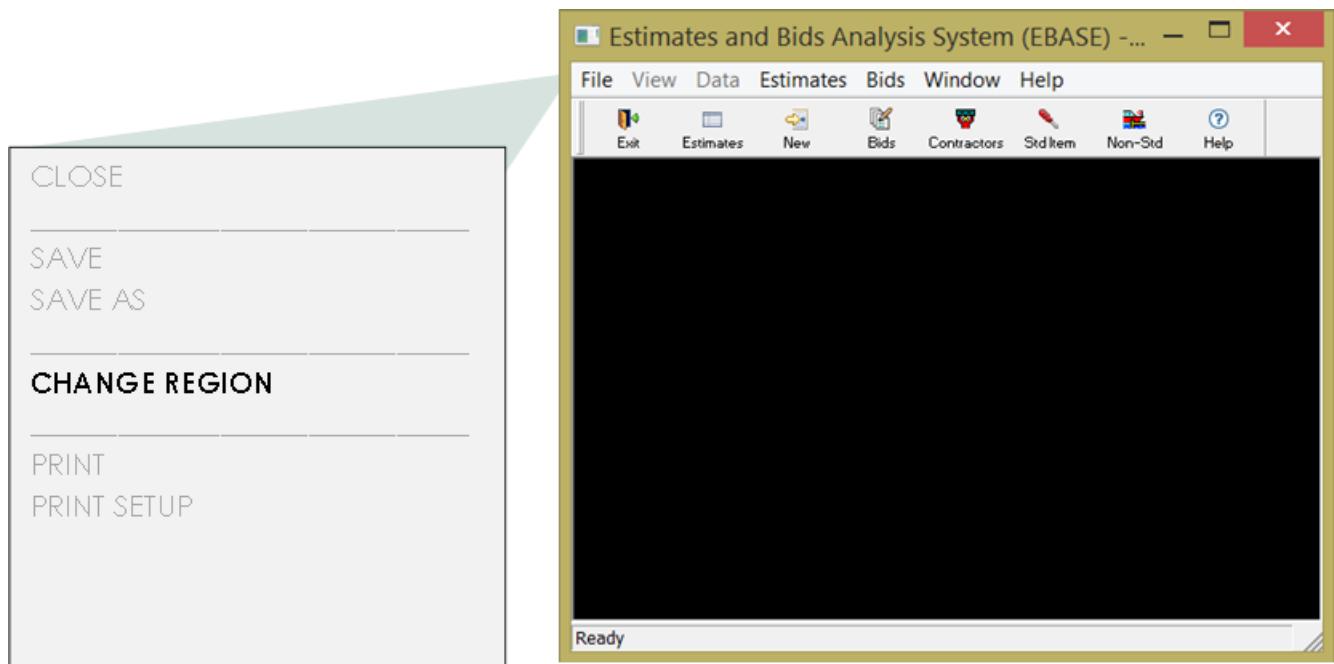 Estimates and Bids Analysis System (EBASE) -...
File View Data Estimates Bids Window Help
Exit Estimates New Bids Contractors Std Item Non-Std Help
CLOSE
SAVE
SAVE AS
CHANGE REGION
PRINT
PRINT SETUP
Ready